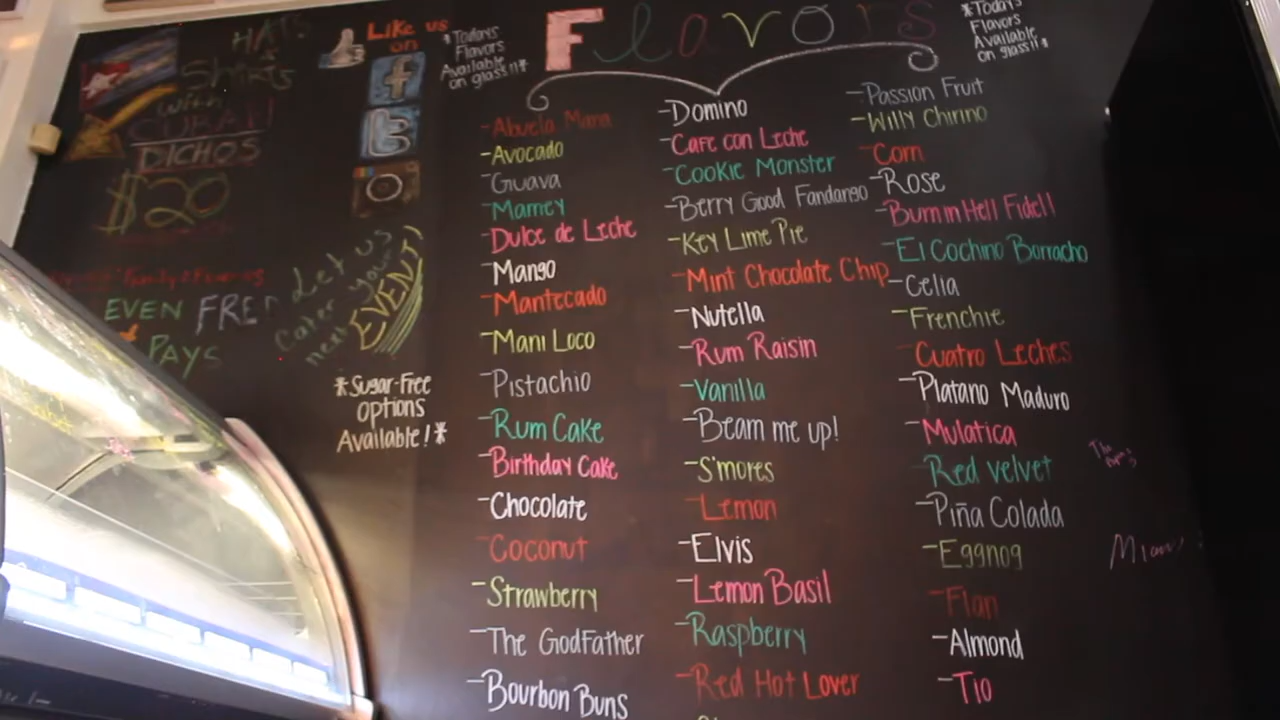 HATS
&
Shirts
with
CUBAN
DICHOS
$20
EVEN FREE
PAYS
Like us
on
f
t
Let us
cater your
next
EVENT!
*Sugar-Free
Options
Available!*
*Todays
Flavors
Available
on glass!!*
Flavors
*Todays
Flavors
Available
on glass!!*
-Abuela Maria
-Avocado
-Guava
-Mamey
-Dulce de Leche
-Mango
-Mantecado
-Mani Loco
-Pistachio
-Rum Cake
-Birthday Cake
-Chocolate
-Coconut
-Strawberry
-The GodFather
-Bourbon Buns
-Domino
-Cafe con Leche
-Cookie Monster
-Berry Good Fandango
-Key Lime Pie
-Mint Chocolate Chip
-Nutella
-Rum Raisin
-Vanilla
-Beam me up!
-S'mores
-Lemon
-Elvis
-Lemon Basil
-Raspberry
-Red Hot Lover
-Passion Fruit
-Willy Chirino
-Corn
-Rose
-Burn in Hell Fidel!
-El Cochino Borracho
-Celia
-Frenchie
-Cuatro Leches
-Platano Maduro
-Mulatica
-Red Velvet
-Piña Colada
-Eggnog
-Flan
-Almond
-Tio